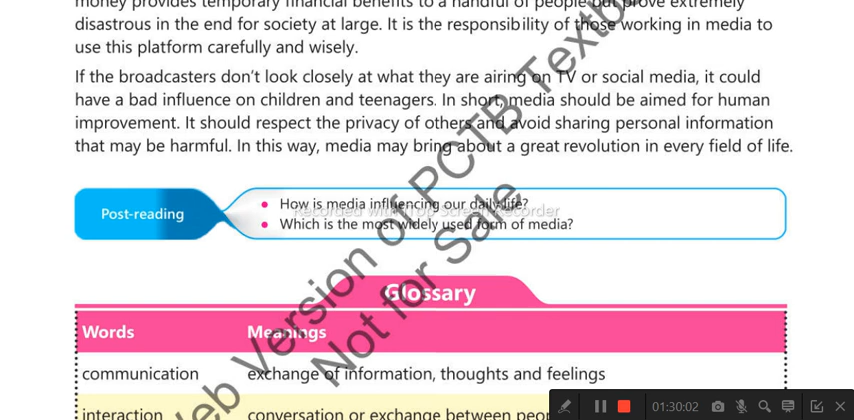 money provides temporary financial benefits to a handful of people but prove extremely
disastrous in the end for society at large. It is the responsibility of those working in media to
use this platform carefully and wisely.
If the broadcasters don't look closely at what they are airing on TV or social media, it could
have a bad influence on children and teenagers. In short, media should be aimed for human
improvement. It should respect the privacy of others and avoid sharing personal information
that may be harmful. In this way, media may bring about a great revolution in every field of life.
Post-reading
• How is media influencing our daily life?
• Which is the most widely used form of media?
Glossary
Words Meanings
communication exchange of information, thoughts and feelings
interaction conversation or exchange between
Web Version of PCTB Textbook
Not for Sale
01:30:02